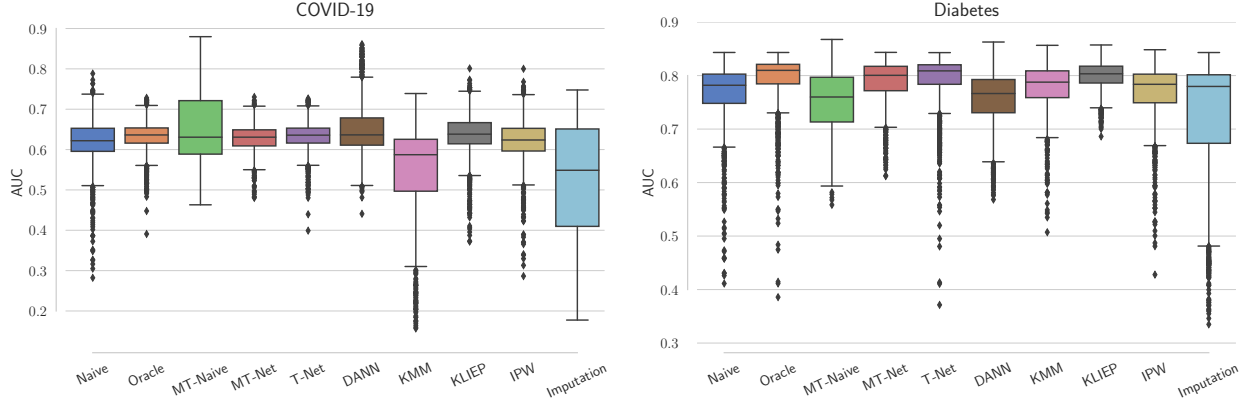 COVID-19
AUC
0.9
0.8
0.7
0.6
0.5
0.4
0.3
0.2
Naive
Oracle
MT-Naive
MT-Net
T-Net
DANN
KMM
KLIEP
IPW
Imputation
Diabetes
AUC
0.9
0.8
0.7
0.6
0.5
0.4
0.3
Naive
Oracle
MT-Naive
MT-Net
T-Net
DANN
KMM
KLIEP
IPW
Imputation